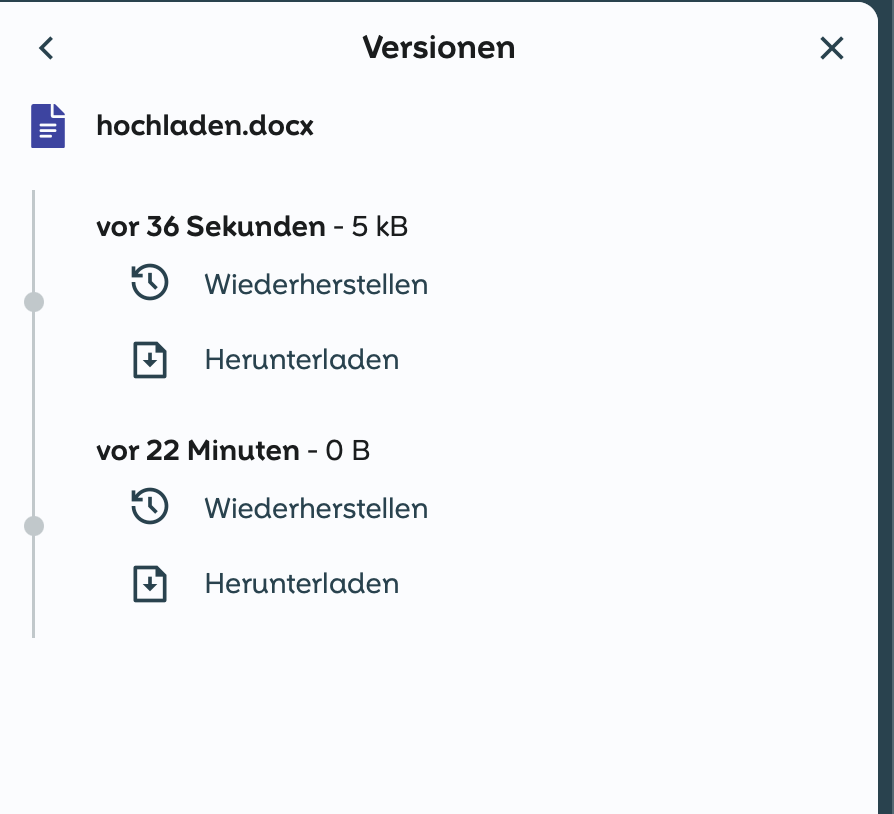 Versionen
hochladen.docx
vor 36 Sekunden - 5 kB
Wiederherstellen
Herunterladen
vor 22 Minuten - 0 B
Wiederherstellen
Herunterladen